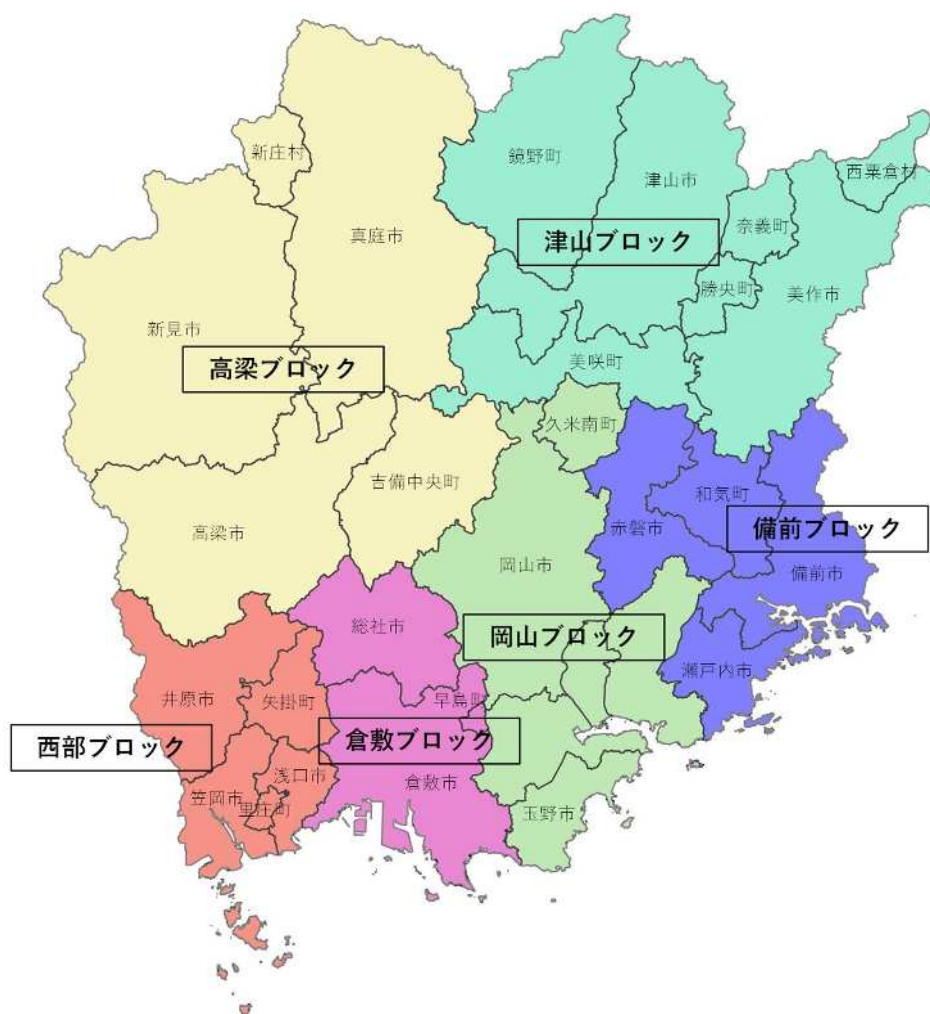 新庄村
鏡野町
津山市
西粟倉村
奈義町
真庭市
津山ブロック
勝央町
美作市
新見市
高梁ブロック
美咲町
久米南町
吉備中央町
和気町
赤磐市
備前ブロック
高梁市
岡山市
備前市
総社市
岡山ブロック
瀬戸内市
井原市
矢掛町
早島町
西部ブロック
倉敷ブロック
浅口市
倉敷市
笠岡市
里庄町
玉野市